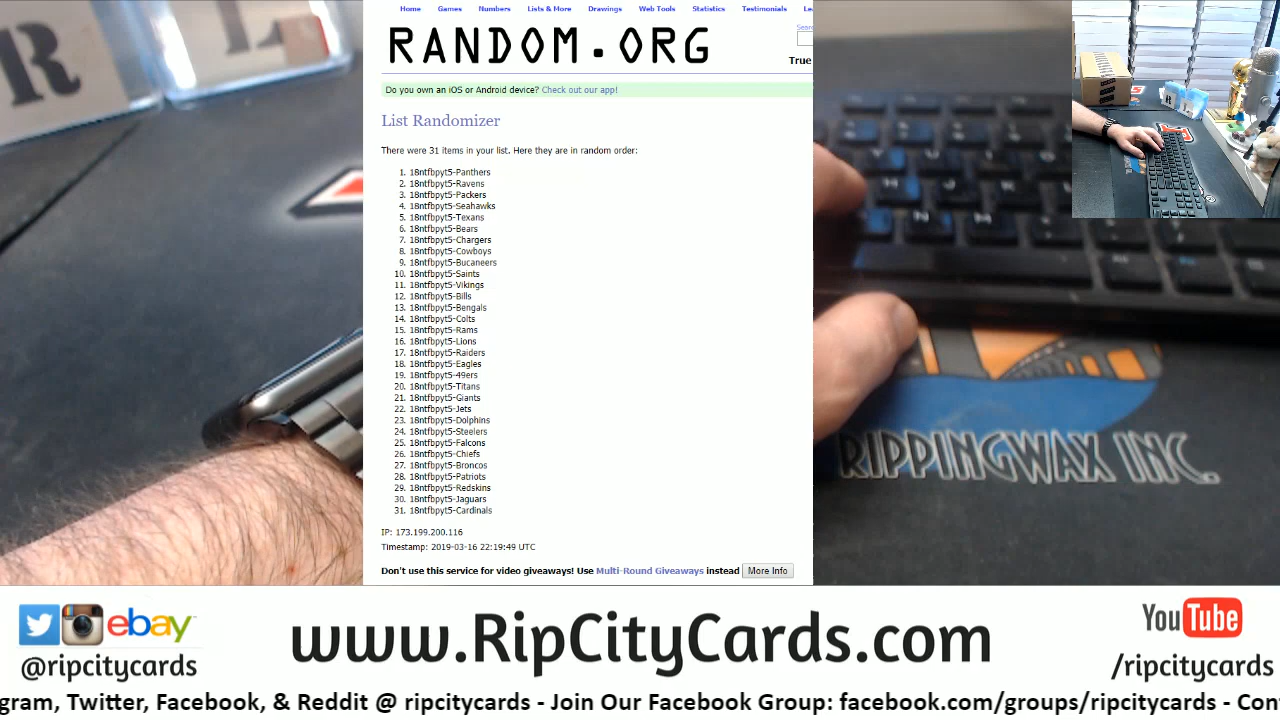 Home Games Numbers Lists & More Drawings Web Tools Statistics Testimonials
RANDOM.ORG
True
Do you own an iOS or Android device? Check out our app!
List Randomizer
There were 31 items in your list. Here they are in random order:
1. 18ntfbpyt5-Panthers
2. 18ntfbpyt5-Ravens
3. 18ntfbpyt5-Packers
4. 18ntfbpyt5-Seahawks
5. 18ntfbpyt5-Texans
6. 18ntfbpyt5-Bears
7. 18ntfbpyt5-Chargers
8. 18ntfbpyt5-Cowboys
9. 18ntfbpyt5-Bucaneers
10. 18ntfbpyt5-Saints
11. 18ntfbpyt5-Vikings
12. 18ntfbpyt5-Bills
13. 18ntfbpyt5-Bengals
14. 18ntfbpyt5-Colts
15. 18ntfbpyt5-Rams
16. 18ntfbpyt5-Lions
17. 18ntfbpyt5-Raiders
18. 18ntfbpyt5-Eagles
19. 18ntfbpyt5-49ers
20. 18ntfbpyt5-Titans
21. 18ntfbpyt5-Giants
22. 18ntfbpyt5-Jets
23. 18ntfbpyt5-Dolphins
24. 18ntfbpyt5-Steelers
25. 18ntfbpyt5-Falcons
26. 18ntfbpyt5-Chiefs
27. 18ntfbpyt5-Broncos
28. 18ntfbpyt5-Patriots
29. 18ntfbpyt5-Redskins
30. 18ntfbpyt5-Jaguars
31. 18ntfbpyt5-Cardinals
IP: 173.199.200.116
Timestamp: 2019-03-16 22:19:49 UTC
Don't use this service for video giveaways! Use Multi-Round Giveaways instead More Info
RIPPINGWAX INC.
ebay
@ripcitycards
www.RipCityCards.com
YouTube
/ripcitycards
gram, Twitter, Facebook, & Reddit @ ripcitycards - Join Our Facebook Group: facebook.com/groups/ripcitycards - Con